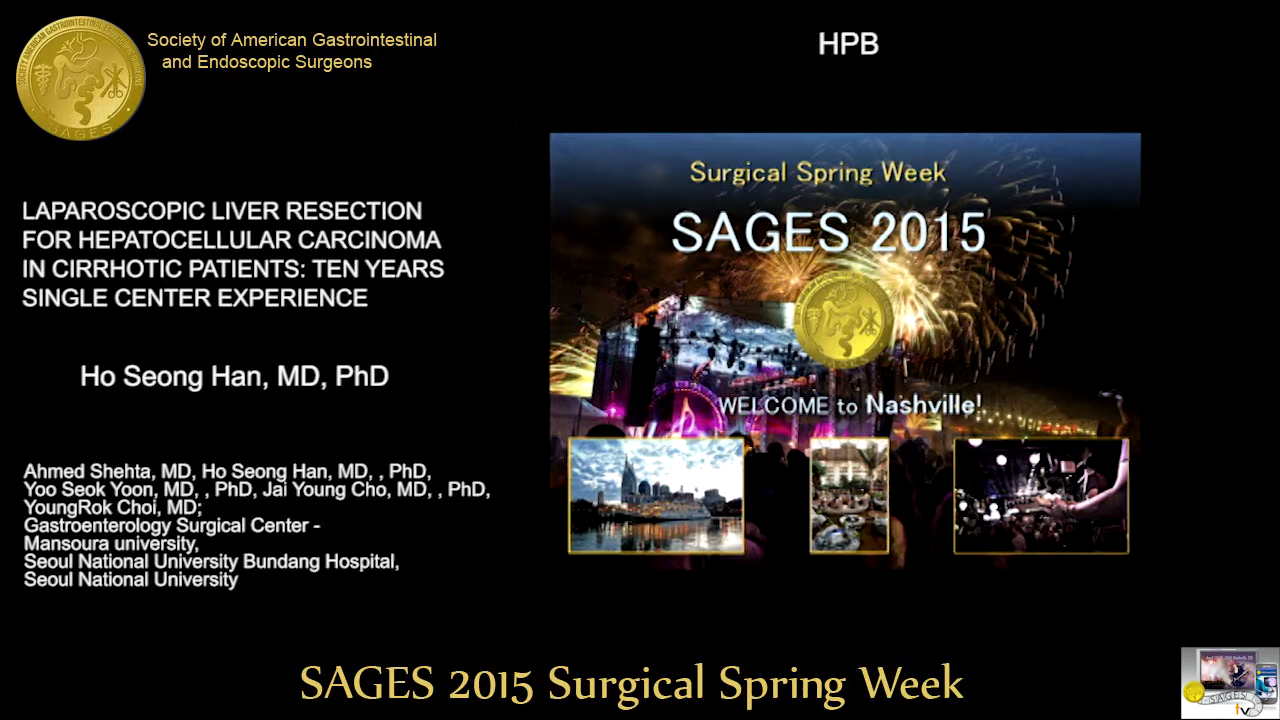 Society of American Gastrointestinal
and Endoscopic Surgeons
HPB
LAPAROSCOPIC LIVER RESECTION
FOR HEPATOCELLULAR CARCINOMA
IN CIRRHOTIC PATIENTS: TEN YEARS
SINGLE CENTER EXPERIENCE
Ho Seong Han, MD, PhD
Ahmed Shehta, MD, Ho Seong Han, MD, , PhD,
Yoo Seok Yoon, MD, , PhD, Jai Young Cho, MD, , PhD,
YoungRok Choi, MD;
Gastroenterology Surgical Center -
Mansoura university,
Seoul National University Bundang Hospital,
Seoul National University
Surgical Spring Week
SAGES 2015
WELCOME to Nashville!
SAGES 2015 Surgical Spring Week
SAGES
SAGES
tv